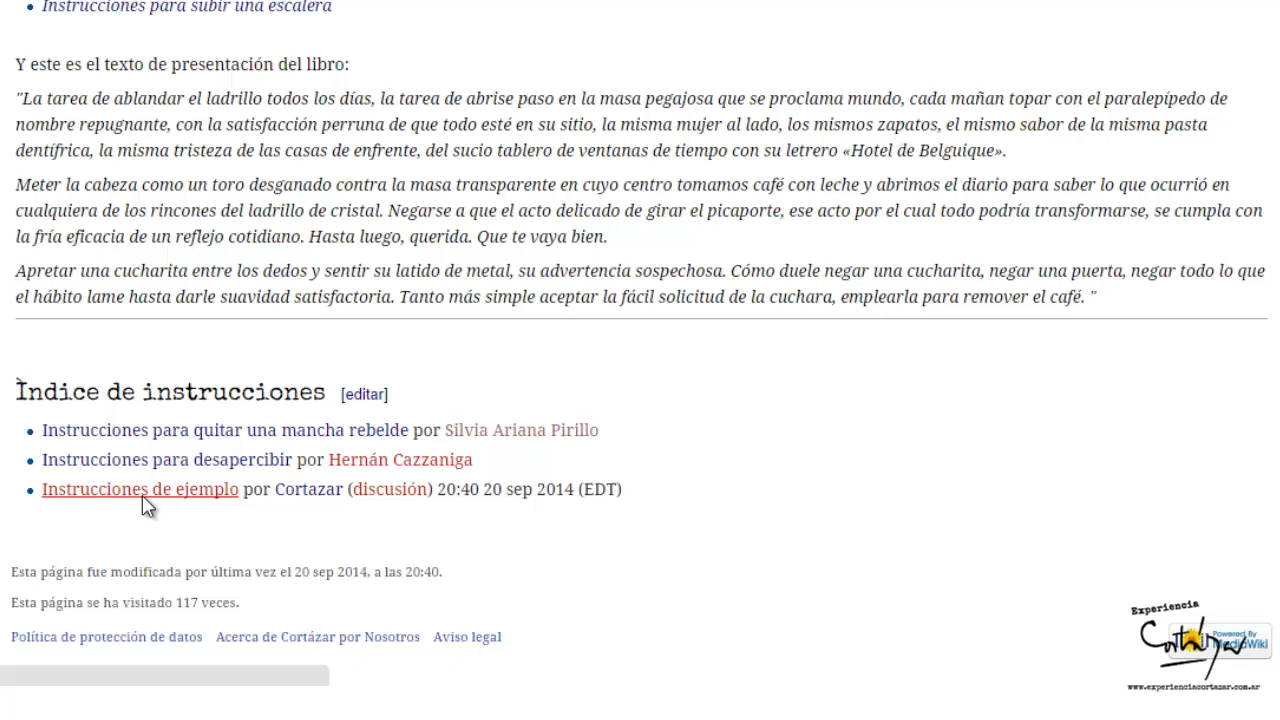 Instrucciones para subir una escalera
Y este es el texto de presentación del libro:
"La tarea de ablandar el ladrillo todos los días, la tarea de abrise paso en la masa pegajosa que se proclama mundo, cada mañan topar con el paralepípedo de
nombre repugnante, con la satisfacción perruna de que todo esté en su sitio, la misma mujer al lado, los mismos zapatos, el mismo sabor de la misma pasta
dentífrica, la misma tristeza de las casas de enfrente, del sucio tablero de ventanas de tiempo con su letrero «Hotel de Belguique».
Meter la cabeza como un toro desganado contra la masa transparente en cuyo centro tomamos café con leche y abrimos el diario para saber lo que ocurrió en
cualquiera de los rincones del ladrillo de cristal. Negarse a que el acto delicado de girar el picaporte, ese acto por el cual todo podría transformarse, se cumpla con
la fría eficacia de un reflejo cotidiano. Hasta luego, querida. Que te vaya bien.
Apretar una cucharita entre los dedos y sentir su latido de metal, su advertencia sospechosa. Cómo duele negar una cucharita, negar una puerta, negar todo lo que
el hábito lame hasta darle suavidad satisfactoria. Tanto más simple aceptar la fácil solicitud de la cuchara, emplearla para remover el café. "
Índice de instrucciones [editar]
Instrucciones para quitar una mancha rebelde por Silvia Ariana Pirillo
Instrucciones para desapercibir por Hernán Cazzaniga
Instrucciones de ejemplo por Cortazar (discusión) 20:40 20 sep 2014 (EDT)
Esta página fue modificada por última vez el 20 sep 2014, a las 20:40.
Esta página se ha visitado 117 veces.
Política de protección de datos Acerca de Cortázar por Nosotros Aviso legal
Experiencia
Cortázar
Powered By
MediaWiki
www.experienciacortazar.com.ar